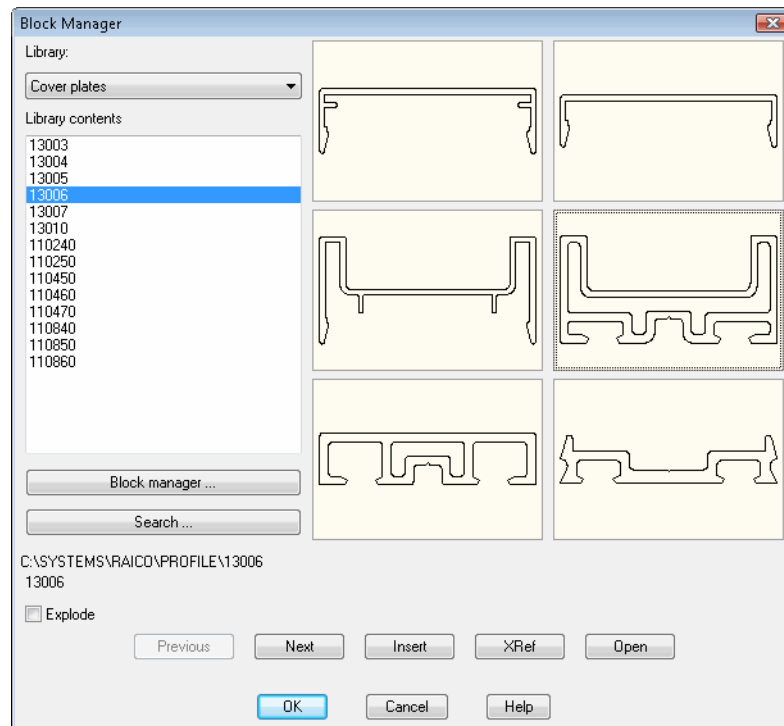 Block Manager
Library:
Cover plates
Library contents
13003
13004
13005
13006
13007
13010
110240
110250
110450
110460
110470
110840
110850
110860
Block manager ...
Search ...
C:\SYSTEMS\RAICO\PROFILE\13006
13006
Explode
Previous Next Insert XRef Open
OK Cancel Help